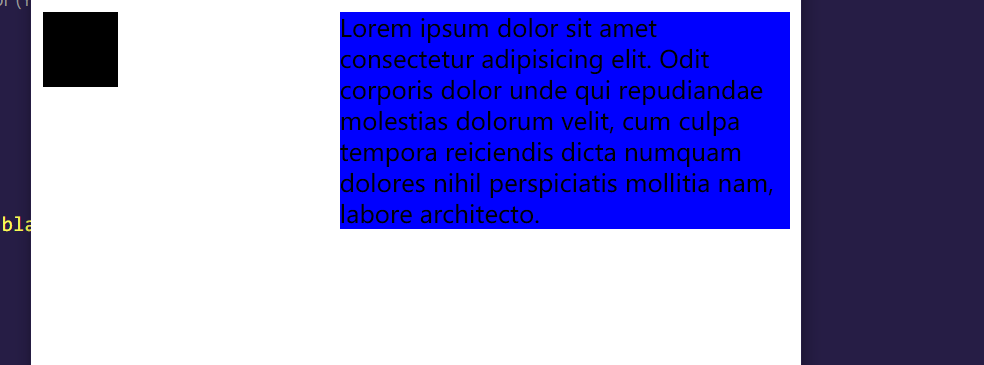 Lorem ipsum dolor sit amet
consectetur adipisicing elit. Odit
corporis dolor unde qui repudiandae
molestias dolorum velit, cum culpa
tempora reiciendis dicta numquam
bla
dolores nihil perspiciatis mollitia nam,
labore architecto.